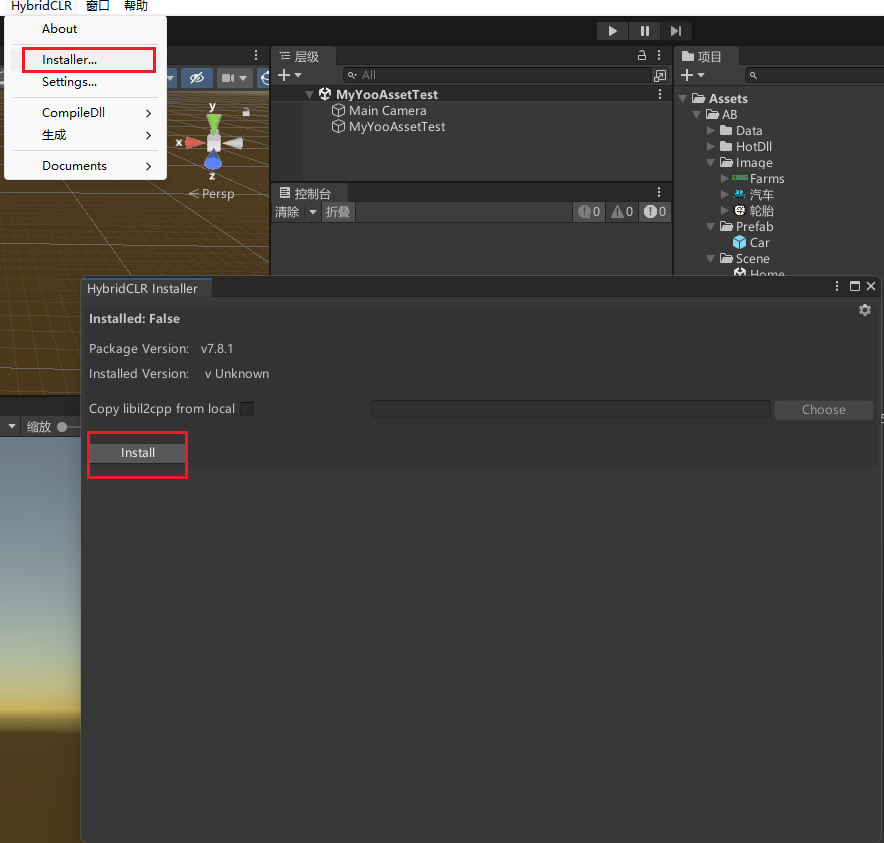 HybridCLR 窗口 帮助
About
Installer...
Settings...
CompileDll
生成
Documents
y
x
z
Persp
层级
All
MyYooAssetTest
Main Camera
MyYooAssetTest
控制台
清除 折叠 0 0 0
项目
Assets
AB
Data
HotDll
Image
Farms
汽车
轮胎
Prefab
Car
Scene
Home
缩放
HybridCLR Installer
Installed: False
Package Version: v7.8.1
Installed Version: v Unknown
Copy libil2cpp from local Choose
Install